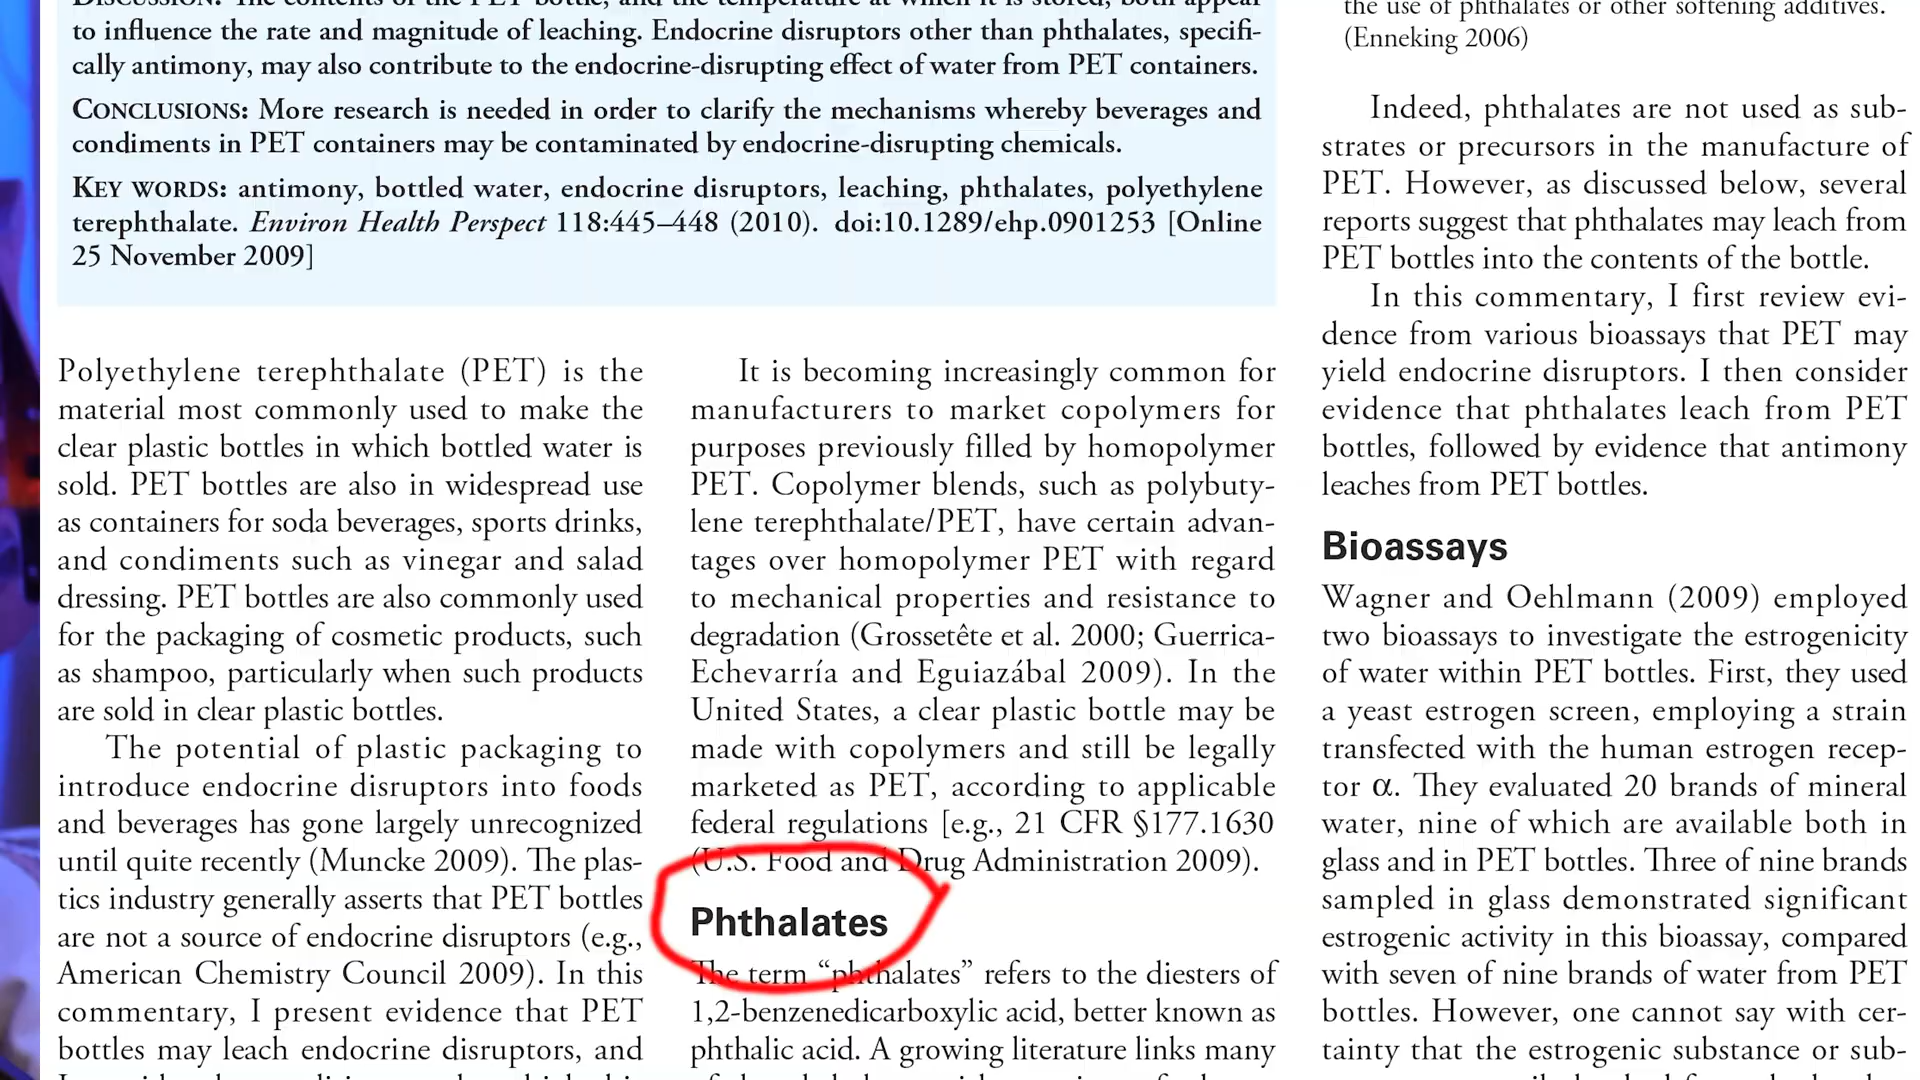 DISCUSSION: The contents of the PET bottle, and the temperature at which it is stored, both appear
to influence the rate and magnitude of leaching. Endocrine disruptors other than phthalates, specifi-
cally antimony, may also contribute to the endocrine-disrupting effect of water from PET containers.
CONCLUSIONS: More research is needed in order to clarify the mechanisms whereby beverages and
condiments in PET containers may be contaminated by endocrine-disrupting chemicals.
KEY WORDS: antimony, bottled water, endocrine disruptors, leaching, phthalates, polyethylene
terephthalate. Environ Health Perspect 118:445–448 (2010). doi:10.1289/ehp.0901253 [Online
25 November 2009]
Polyethylene terephthalate (PET) is the
material most commonly used to make the
clear plastic bottles in which bottled water is
sold. PET bottles are also in widespread use
as containers for soda beverages, sports drinks,
and condiments such as vinegar and salad
dressing. PET bottles are also commonly used
for the packaging of cosmetic products, such
as shampoo, particularly when such products
are sold in clear plastic bottles.
The potential of plastic packaging to
introduce endocrine disruptors into foods
and beverages has gone largely unrecognized
until quite recently (Muncke 2009). The plas-
tics industry generally asserts that PET bottles
are not a source of endocrine disruptors (e.g.,
American Chemistry Council 2009). In this
commentary, I present evidence that PET
bottles may leach endocrine disruptors, and
It is becoming increasingly common for
manufacturers to market copolymers for
purposes previously filled by homopolymer
PET. Copolymer blends, such as polybuty-
lene terephthalate/PET, have certain advan-
tages over homopolymer PET with regard
to mechanical properties and resistance to
degradation (Grossetête et al. 2000; Guerrica-
Echevarría and Eguiazábal 2009). In the
United States, a clear plastic bottle may be
made with copolymers and still be legally
marketed as PET, according to applicable
federal regulations [e.g., 21 CFR §177.1630
(U.S. Food and Drug Administration 2009).
Phthalates
The term “phthalates” refers to the diesters of
1,2-benzenedicarboxylic acid, better known as
phthalic acid. A growing literature links many
the use of phthalates or other softening additives.
(Enneking 2006)
Indeed, phthalates are not used as sub-
strates or precursors in the manufacture of
PET. However, as discussed below, several
reports suggest that phthalates may leach from
PET bottles into the contents of the bottle.
In this commentary, I first review evi-
dence from various bioassays that PET may
yield endocrine disruptors. I then consider
evidence that phthalates leach from PET
bottles, followed by evidence that antimony
leaches from PET bottles.
Bioassays
Wagner and Oehlmann (2009) employed
two bioassays to investigate the estrogenicity
of water within PET bottles. First, they used
a yeast estrogen screen, employing a strain
transfected with the human estrogen recep-
tor α. They evaluated 20 brands of mineral
water, nine of which are available both in
glass and in PET bottles. Three of nine brands
sampled in glass demonstrated significant
estrogenic activity in this bioassay, compared
with seven of nine brands of water from PET
bottles. However, one cannot say with cer-
tainty that the estrogenic substance or sub-